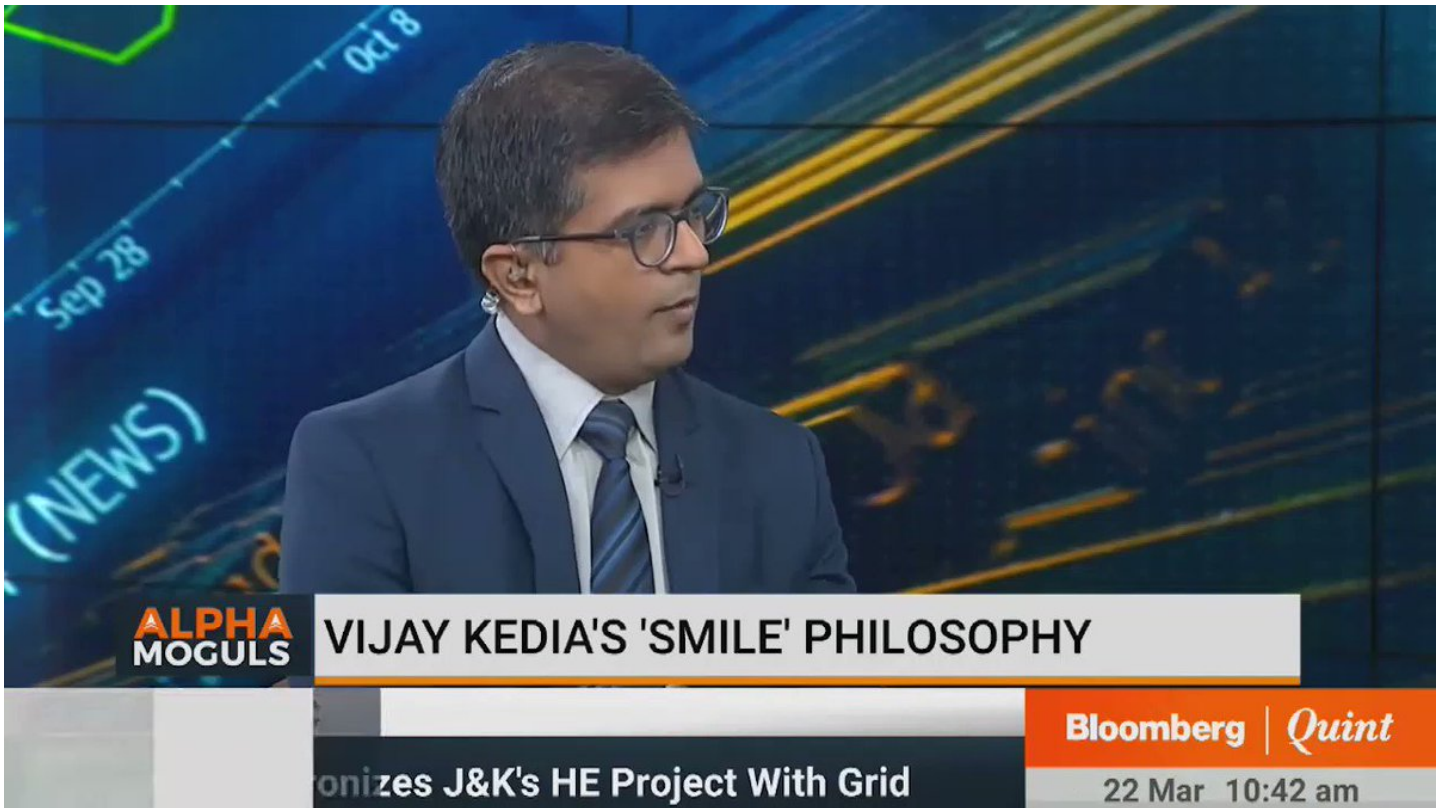 Oct 8
Sep 28
(NEWS)
ALPHA
MOGULS
VIJAY KEDIA'S 'SMILE' PHILOSOPHY
Bloomberg | Quint
onizes J&K's HE Project With Grid
22 Mar 10:42 am